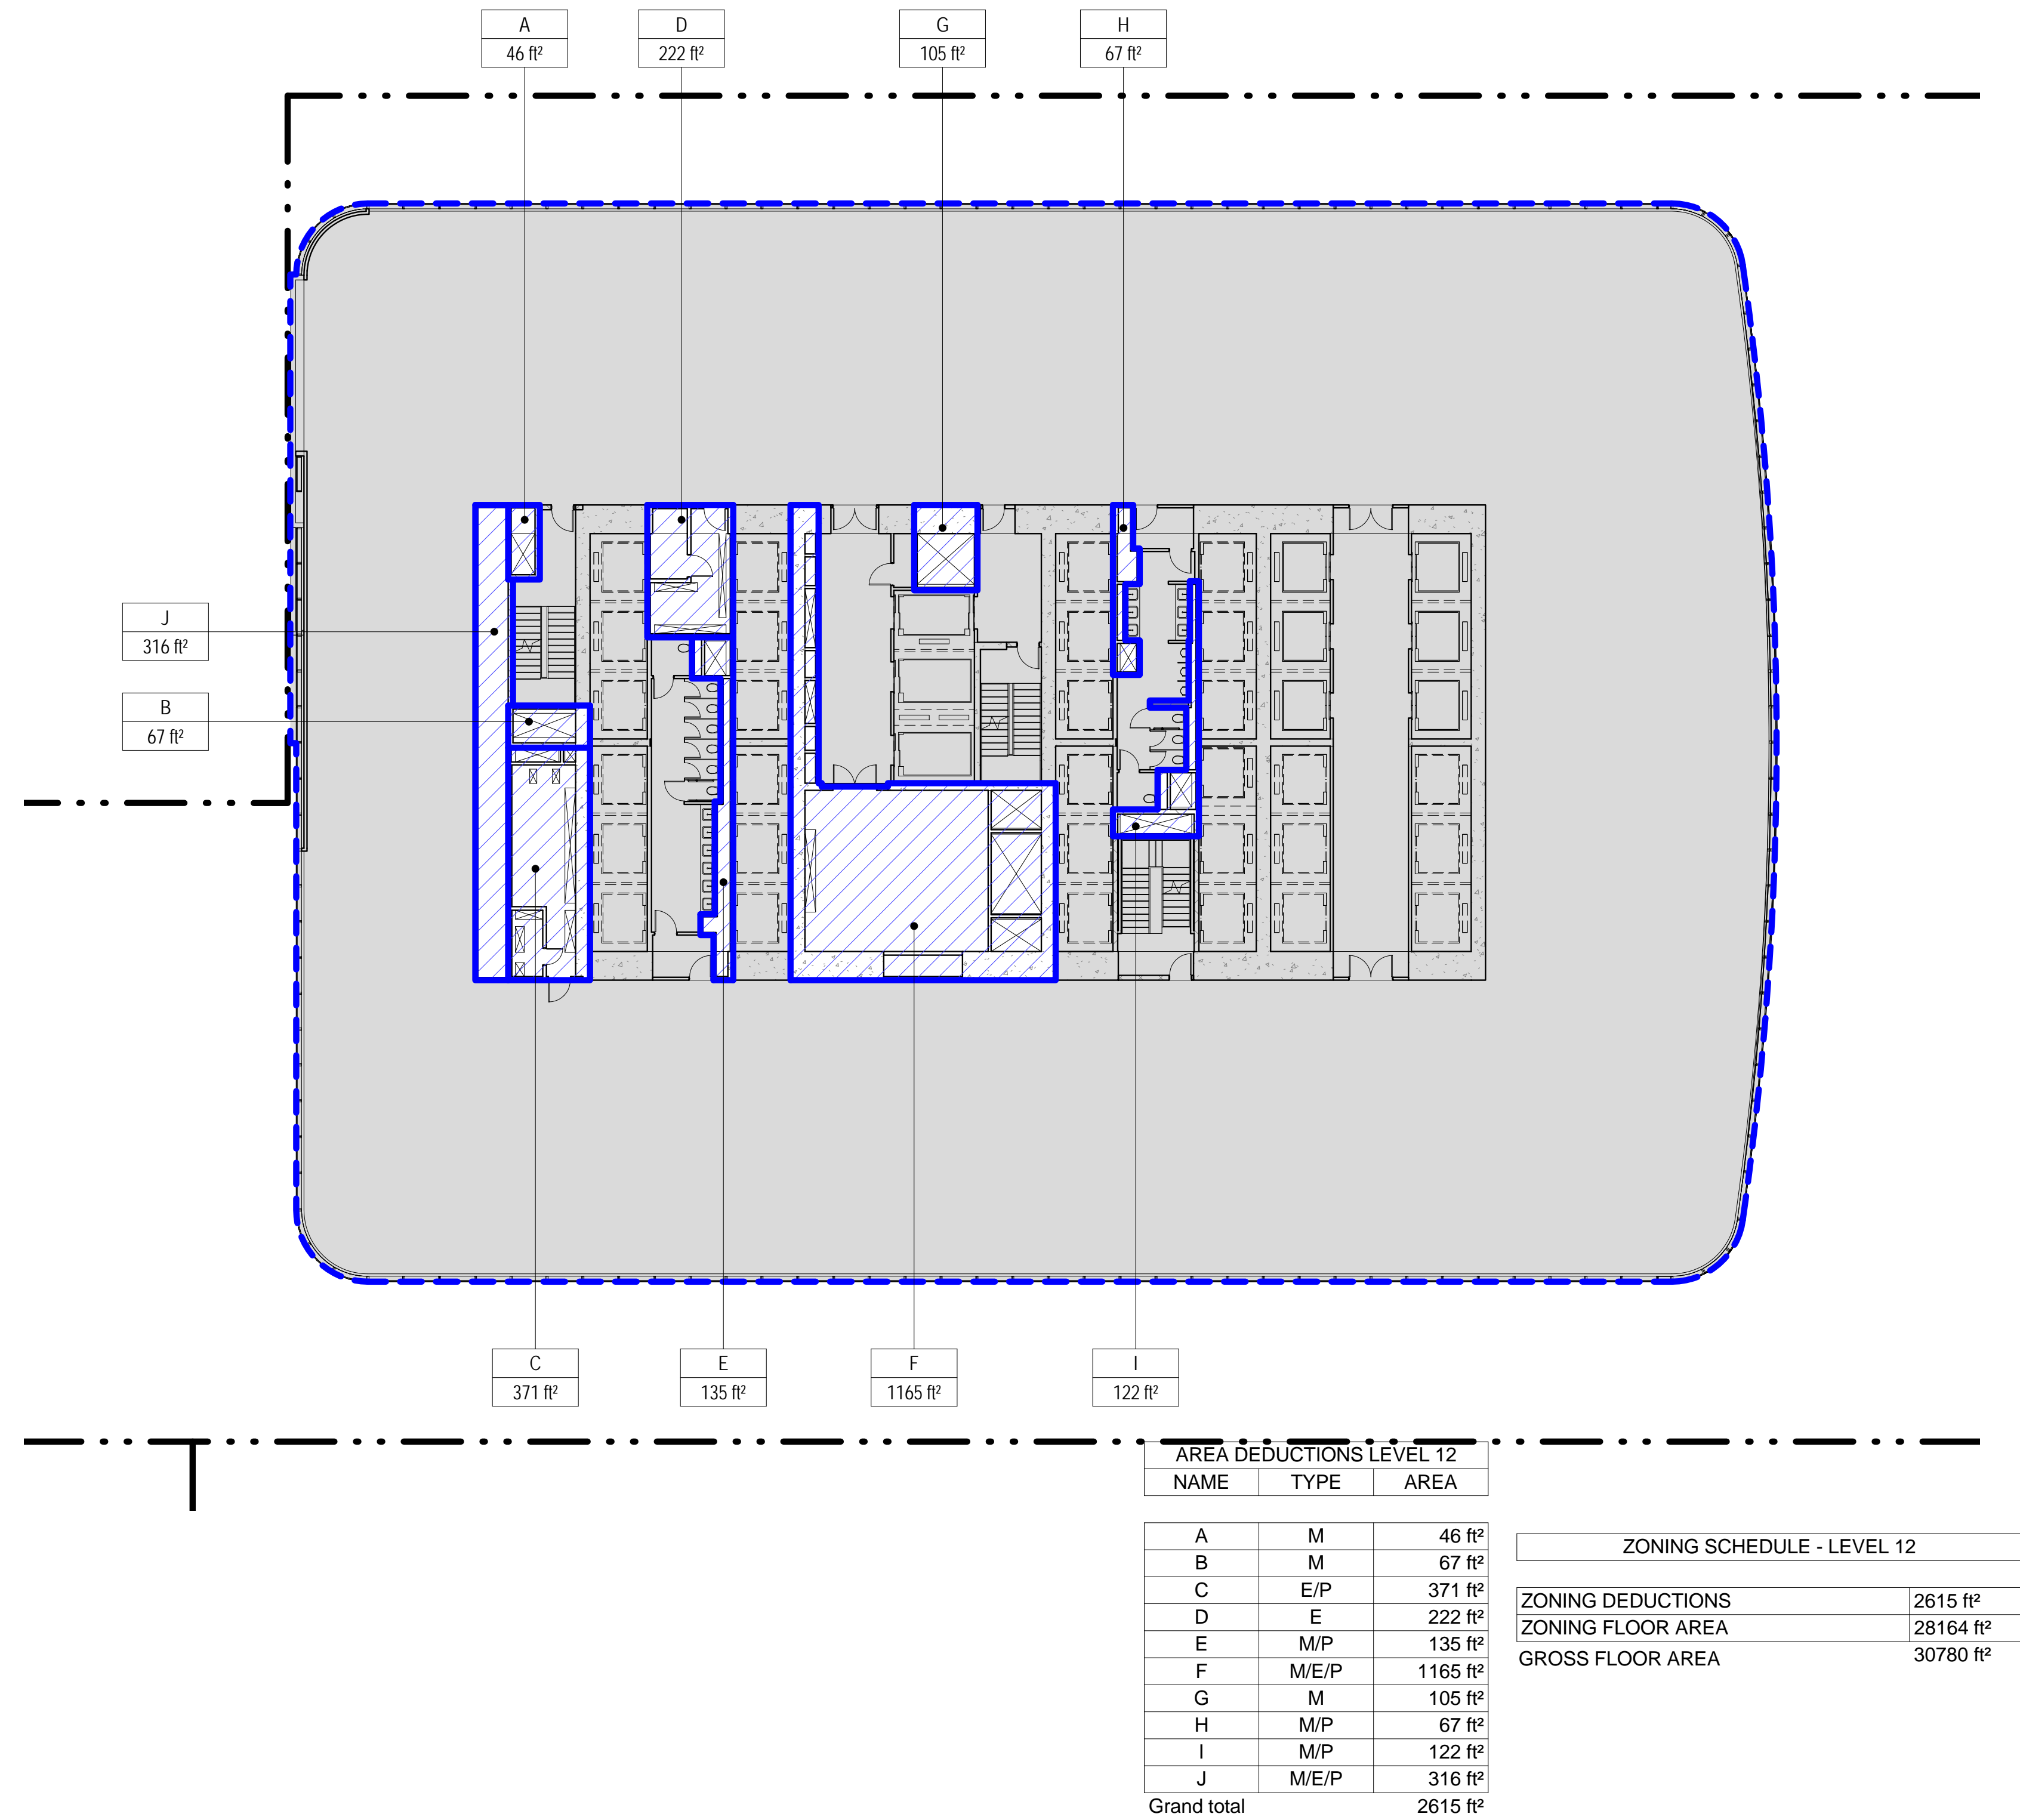 A D G H
46 ft² 222 ft² 105 ft² 67 ft²
J
316 ft²
B
67 ft²
C E F I
371 ft² 135 ft² 1165 ft² 122 ft²
AREA DEDUCTIONS LEVEL 12
NAME TYPE AREA
A M 46 ft²
B M 67 ft²
C E/P 371 ft²
D E 222 ft²
E M/P 135 ft²
F M/E/P 1165 ft²
G M 105 ft²
H M/P 67 ft²
I M/P 122 ft²
J M/E/P 316 ft²
Grand total 2615 ft²
ZONING SCHEDULE - LEVEL 12
ZONING DEDUCTIONS 2615 ft²
ZONING FLOOR AREA 28164 ft²
GROSS FLOOR AREA 30780 ft²